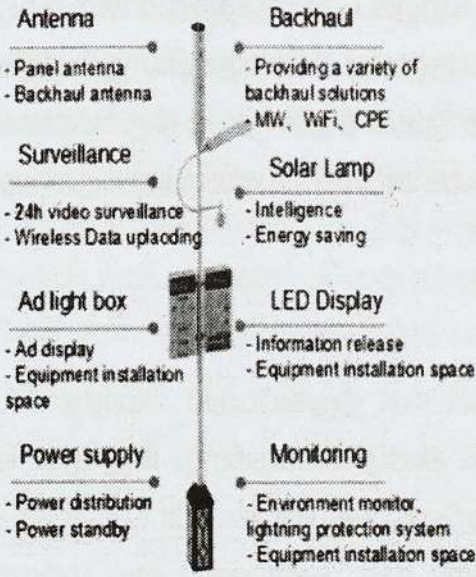 Antenna
- Panel antenna
- Backhaul antenna
Surveillance
- 24h video surveillance
- Wireless Data uplaoding
Ad light box
- Ad display
- Equipment installation
space
Power supply
- Power distribution
- Power standby
Backhaul
- Providing a variety of
backhaul solutions
- MW、WiFi、CPE
Solar Lamp
- Intelligence
- Energy saving
LED Display
- Information release
- Equipment installation space
Monitoring
- Environment monitor、
lightning protection system
- Equipment installation space